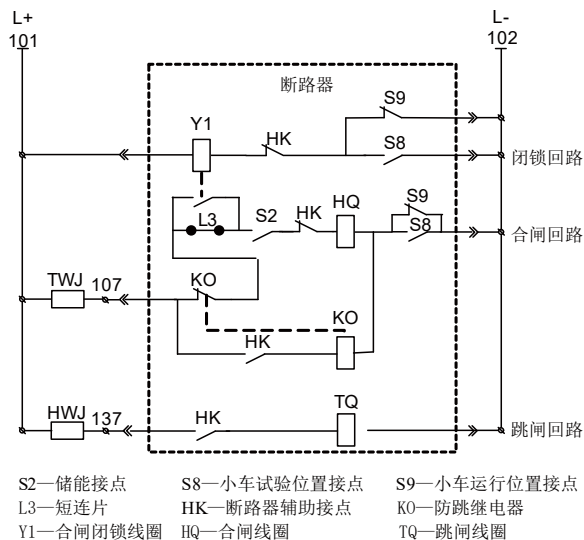 L+
101
L-
102
断路器
S9
Y1
HK
S8
闭锁回路
L3
S2
HK
HQ
S9
S8
合闸回路
TWJ
107
KO
KO
HK
HWJ
137
HK
TQ
跳闸回路
S2—储能接点
S8—小车试验位置接点
S9—小车运行位置接点
L3—短连片
HK—断路器辅助接点
KO—防跳继电器
Y1—合闸闭锁线圈
HQ—合闸线圈
TQ—跳闸线圈